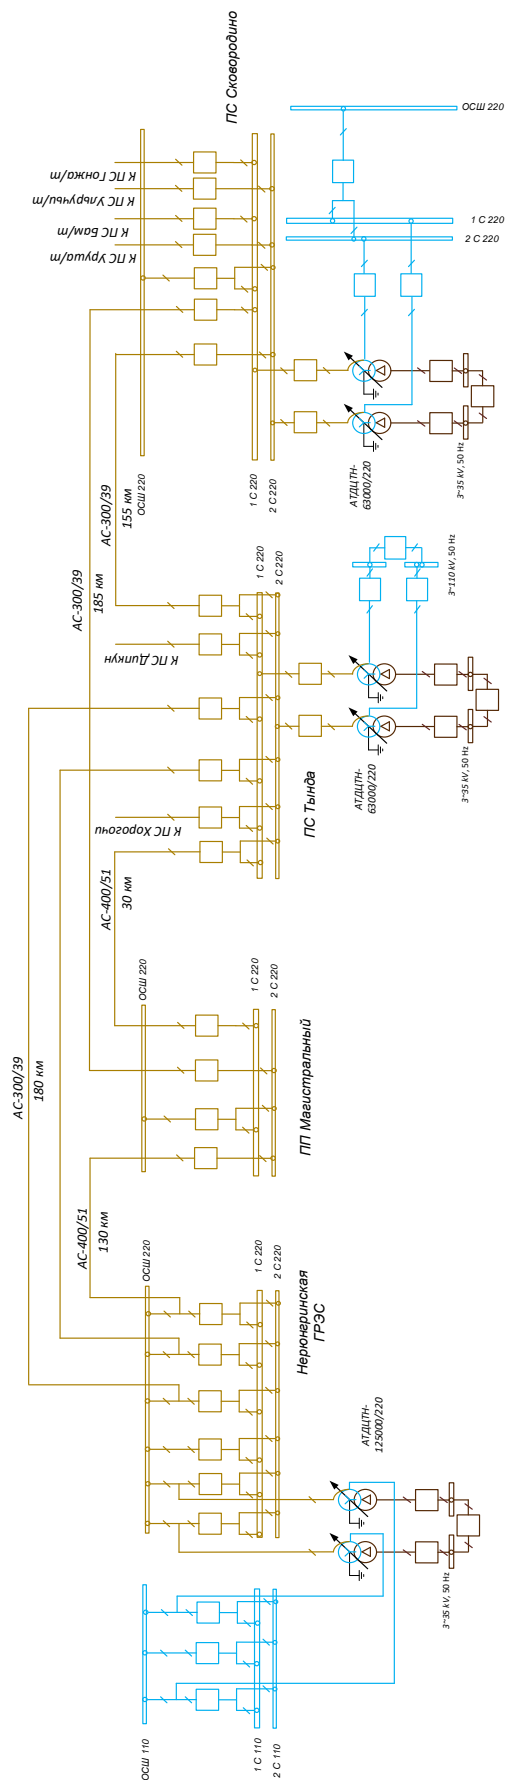 ПС Сковородино
ОСШ 220
К ПС Гонжа/т
К ПС Ульручьи/т
К ПС Бам/т
К ПС Уруша/т
1 С 220
2 С 220
ОСШ 220
1 С 220
2 С 220
АТДЦТН-
63000/220
3~35 kV, 50 Hz
АС-300/39
155 км
АС-300/39
185 км
1 С 220
2 С 220
К ПС Дипкун
3~110 kV, 50 Hz
АТДЦТН-
63000/220
3~35 kV, 50 Hz
ПС Тында
К ПС Хорогочи
АС-400/51
30 км
ОСШ 220
1 С 220
2 С 220
АС-300/39
180 км
ПП Магистральный
АС-400/51
130 км
ОСШ 220
1 С 220
2 С 220
Нерюнгринская
ГРЭС
АТДЦТН-
125000/220
3~35 kV, 50 Hz
ОСШ 110
1 С 110
2 С 110